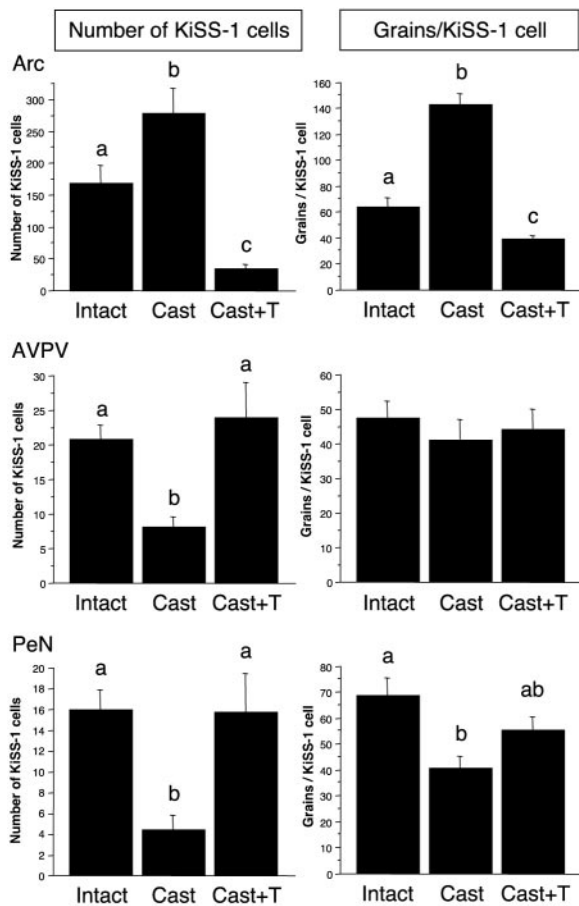 Number of KiSS-1 cells
Grains/KiSS-1 cell
Arc
Number of KiSS-1 cells
300
250
200
150
100
50
0
a
b
c
Intact Cast Cast+T
Grains / KiSS-1 cell
160
140
120
100
80
60
40
20
0
a
b
c
Intact Cast Cast+T
AVPV
Number of KiSS-1 cells
30
25
20
15
10
5
0
a
b
a
Intact Cast Cast+T
Grains / KiSS-1 cell
60
50
40
30
20
10
0
Intact Cast Cast+T
PeN
Number of KiSS-1 cells
20
18
16
14
12
10
8
6
4
2
0
a
b
a
Intact Cast Cast+T
Grains / KiSS-1 cell
80
70
60
50
40
30
20
10
0
a
b
ab
Intact Cast Cast+T